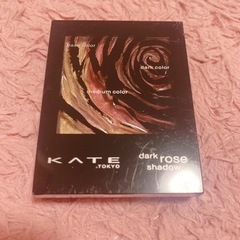 base color
dark color
medium color
KATE
.TOKYO
dark rose
shadow